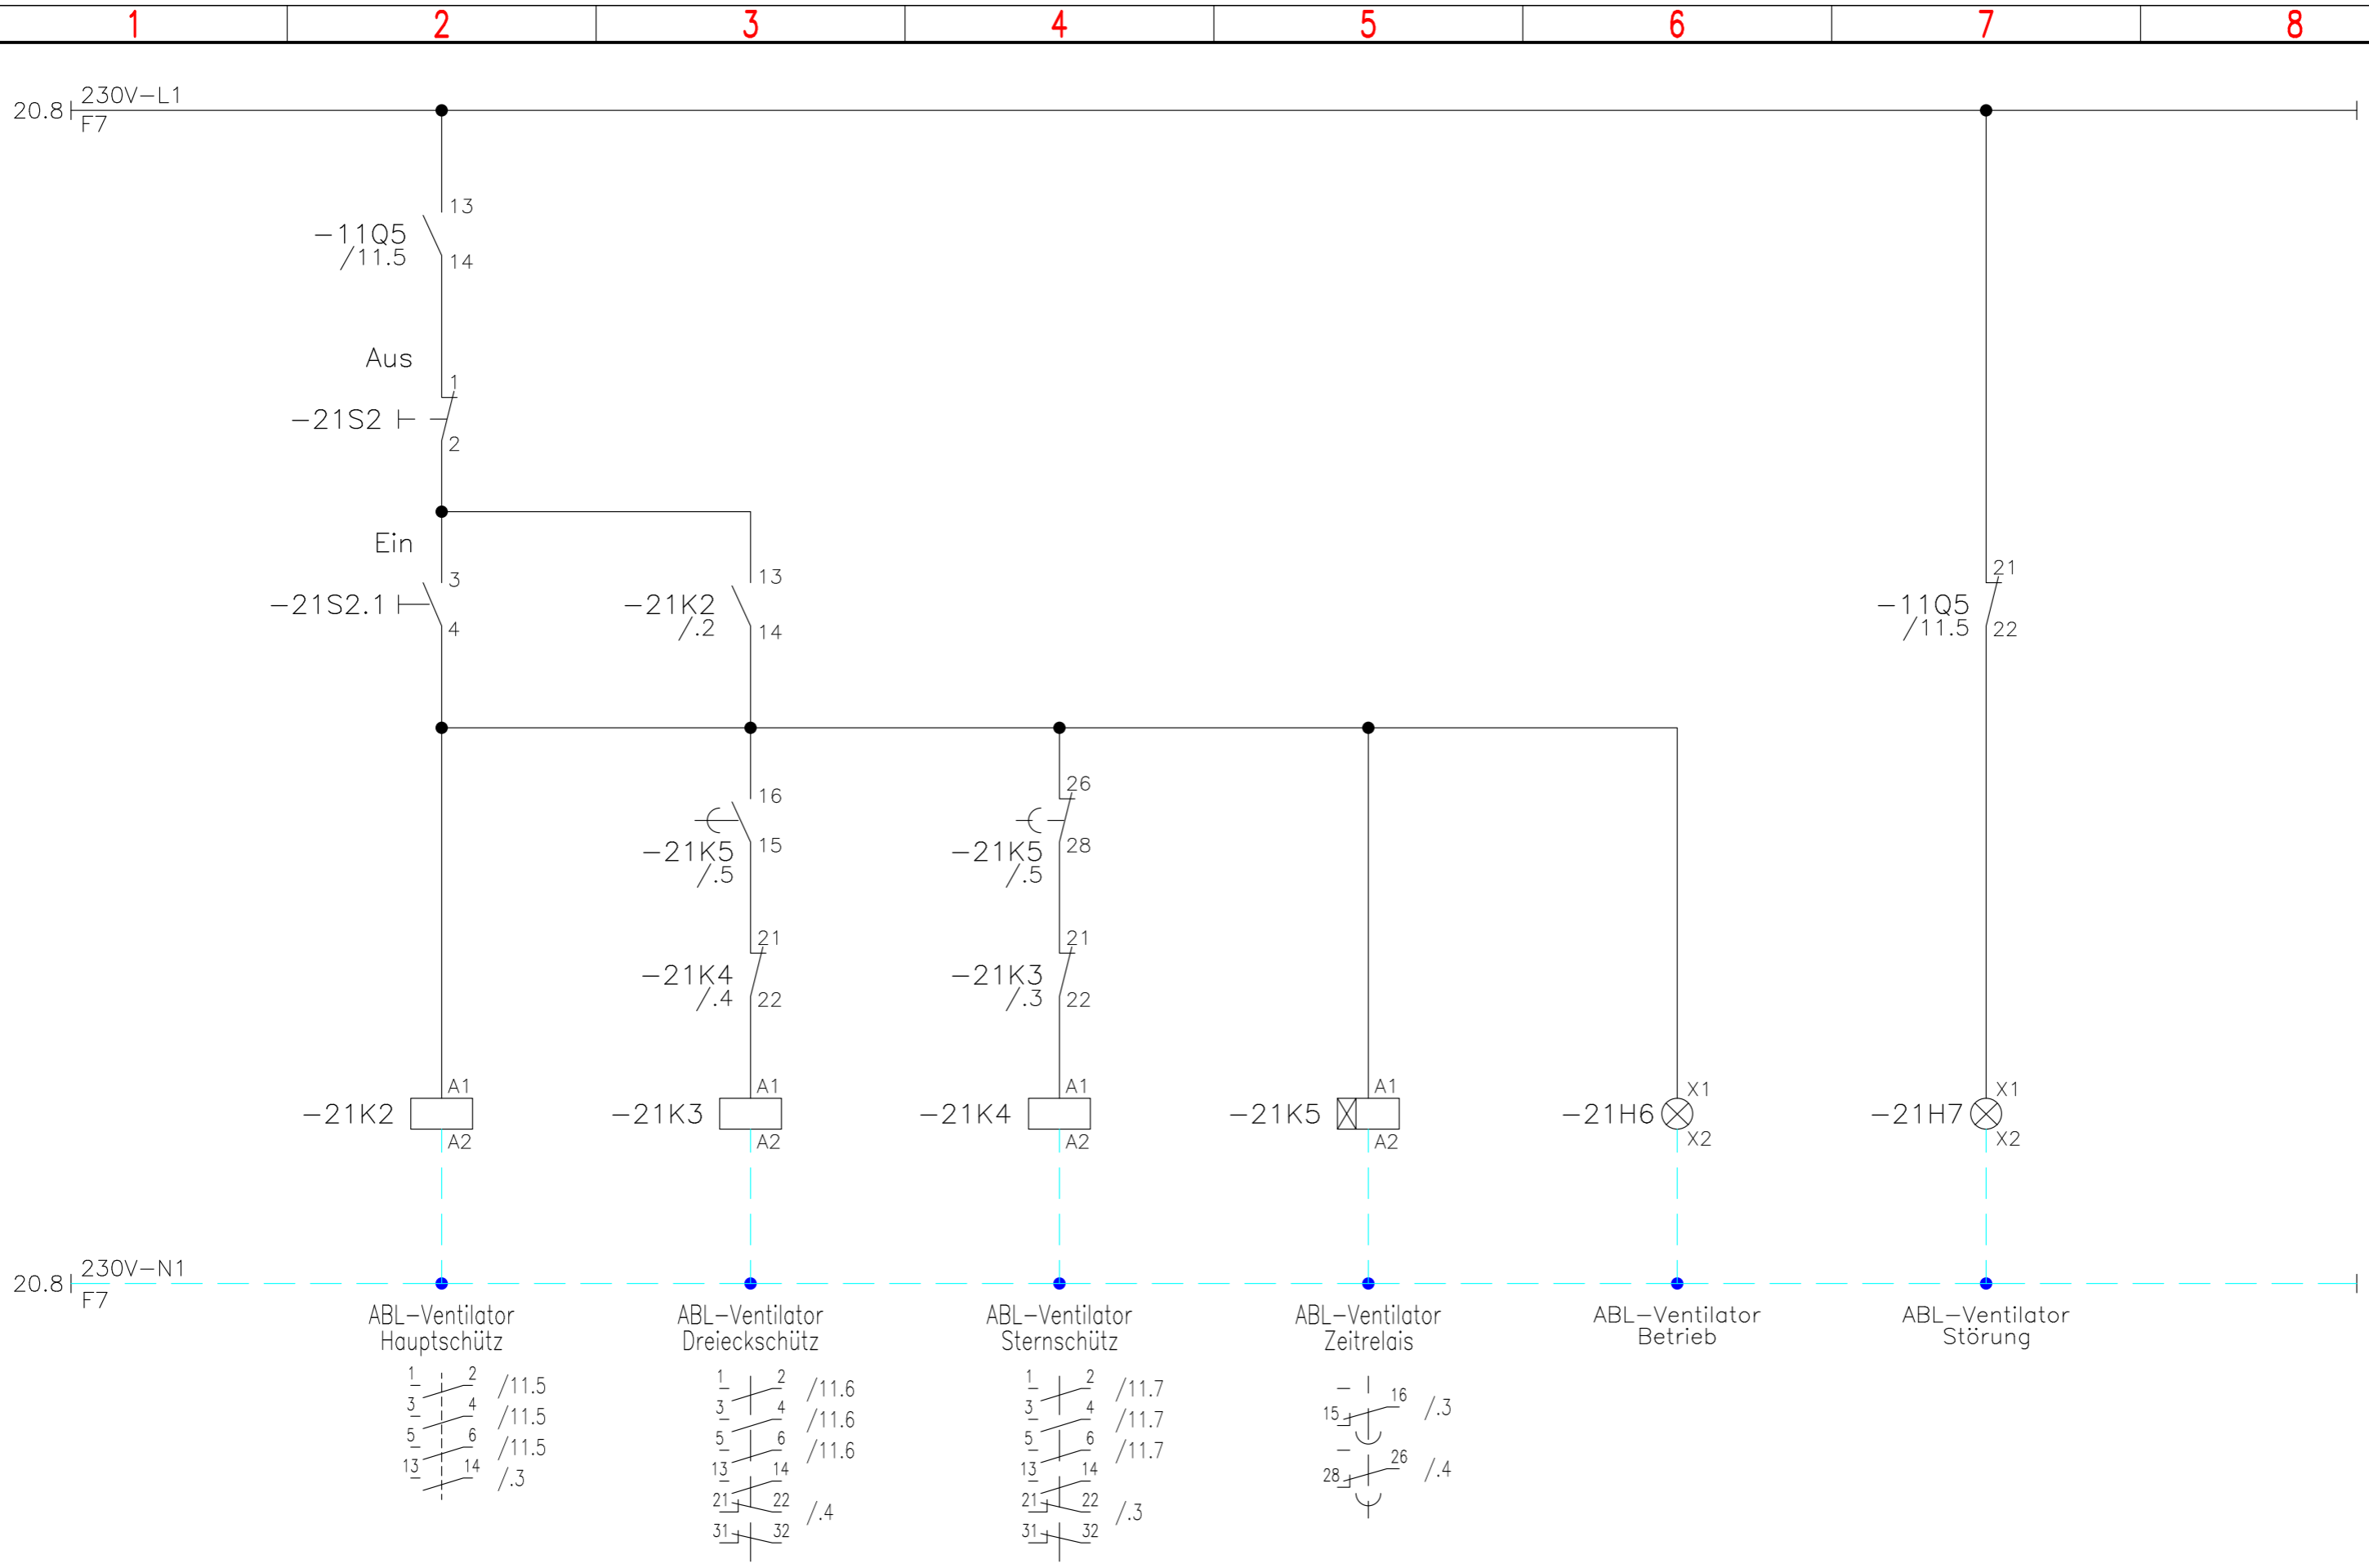 1 2 3 4 5 6 7 8
20.8 230V-L1
F7
13
-11Q5
/11.5 14
Aus
1
-21S2
2
Ein
3
-21S2.1
4
13
-21K2
/.2 14
21
-11Q5
/11.5 22
16
-21K5 15
/.5
26
-21K5 28
/.5
21
-21K4
/.4 22
21
-21K3
/.3 22
A1
-21K2
A2
A1
-21K3
A2
A1
-21K4
A2
A1
-21K5
A2
X1
-21H6
X2
X1
-21H7
X2
20.8 230V-N1
F7
ABL-Ventilator
Hauptschütz
1 2 /11.5
3 4 /11.5
5 6 /11.5
13 14 /.3
ABL-Ventilator
Dreieckschütz
1 2 /11.6
3 4 /11.6
5 6 /11.6
13 14
21 22 /.4
31 32
ABL-Ventilator
Sternschütz
1 2 /11.7
3 4 /11.7
5 6 /11.7
13 14
21 22 /.3
31 32
ABL-Ventilator
Zeitrelais
15 16 /.3
28 26 /.4
ABL-Ventilator
Betrieb
ABL-Ventilator
Störung